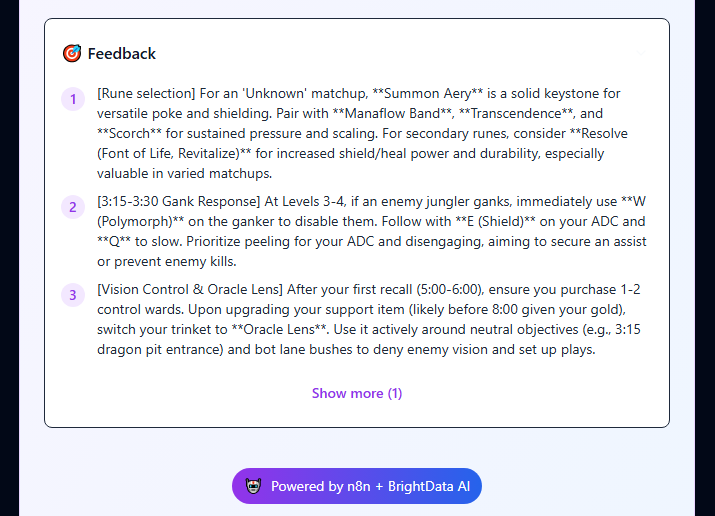 Feedback
1
[Rune selection] For an 'Unknown' matchup, **Summon Aery** is a solid keystone for
versatile poke and shielding. Pair with **Manaflow Band**, **Transcendence**, and
**Scorch** for sustained pressure and scaling. For secondary runes, consider **Resolve
(Font of Life, Revitalize)** for increased shield/heal power and durability, especially
valuable in varied matchups.
2
[3:15-3:30 Gank Response] At Levels 3-4, if an enemy jungler ganks, immediately use **W
(Polymorph)** on the ganker to disable them. Follow with **E (Shield)** on your ADC and
**Q** to slow. Prioritize peeling for your ADC and disengaging, aiming to secure an assist
or prevent enemy kills.
3
[Vision Control & Oracle Lens] After your first recall (5:00-6:00), ensure you purchase 1-2
control wards. Upon upgrading your support item (likely before 8:00 given your gold),
switch your trinket to **Oracle Lens**. Use it actively around neutral objectives (e.g., 3:15
dragon pit entrance) and bot lane bushes to deny enemy vision and set up plays.
Show more (1)
Powered by n8n + BrightData AI